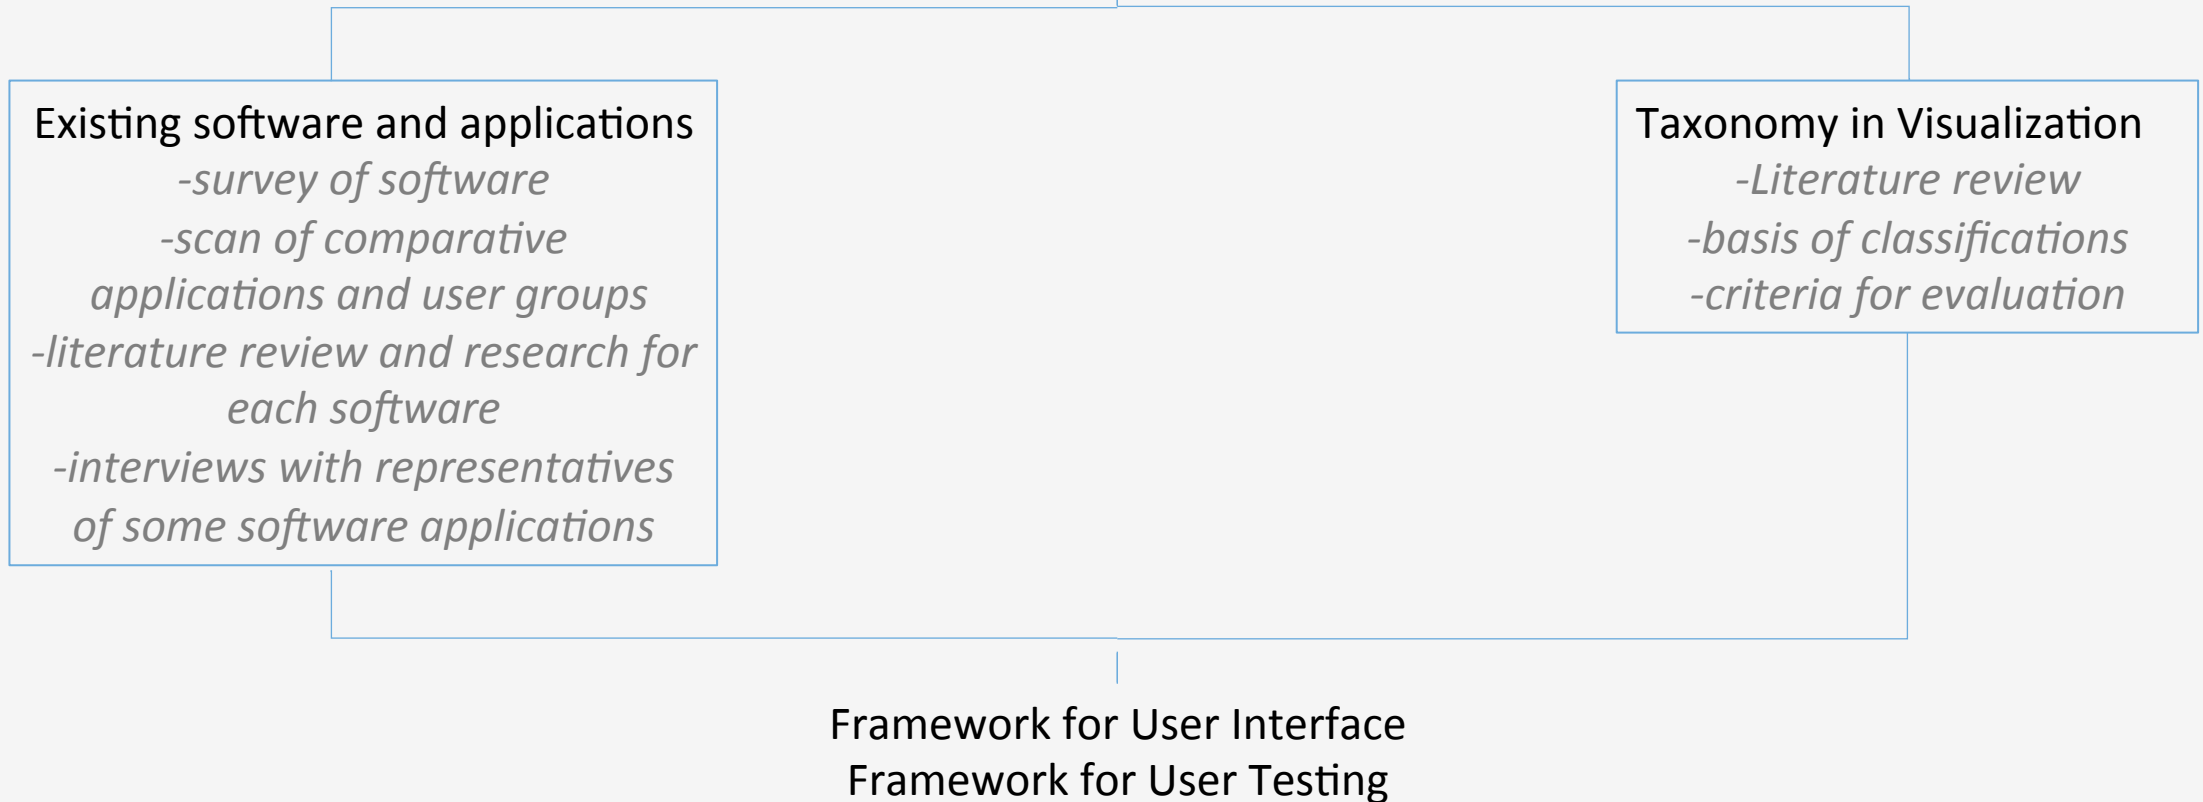 Existing software and applications
-survey of software
-scan of comparative
applications and user groups
-literature review and research for
each software
-interviews with representatives
of some software applications
Taxonomy in Visualization
-Literature review
-basis of classifications
-criteria for evaluation
Framework for User Interface
Framework for User Testing